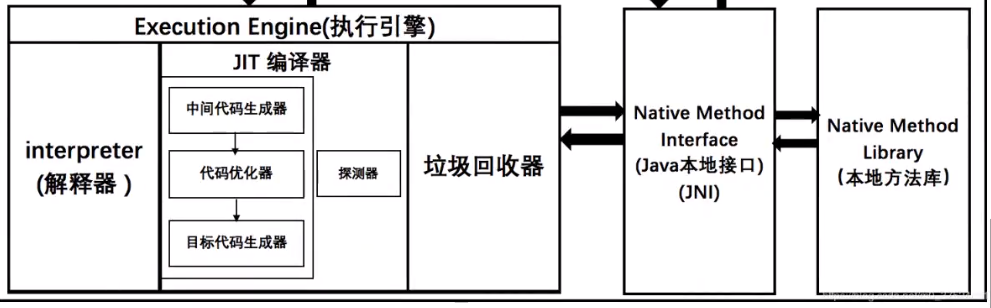 Execution Engine(执行引擎)
interpreter
(解释器 )
JIT 编译器
中间代码生成器
代码优化器
目标代码生成器
探测器
垃圾回收器
Native Method
Interface
(Java本地接口)
(JNI)
Native Method
Library
（本地方法库）